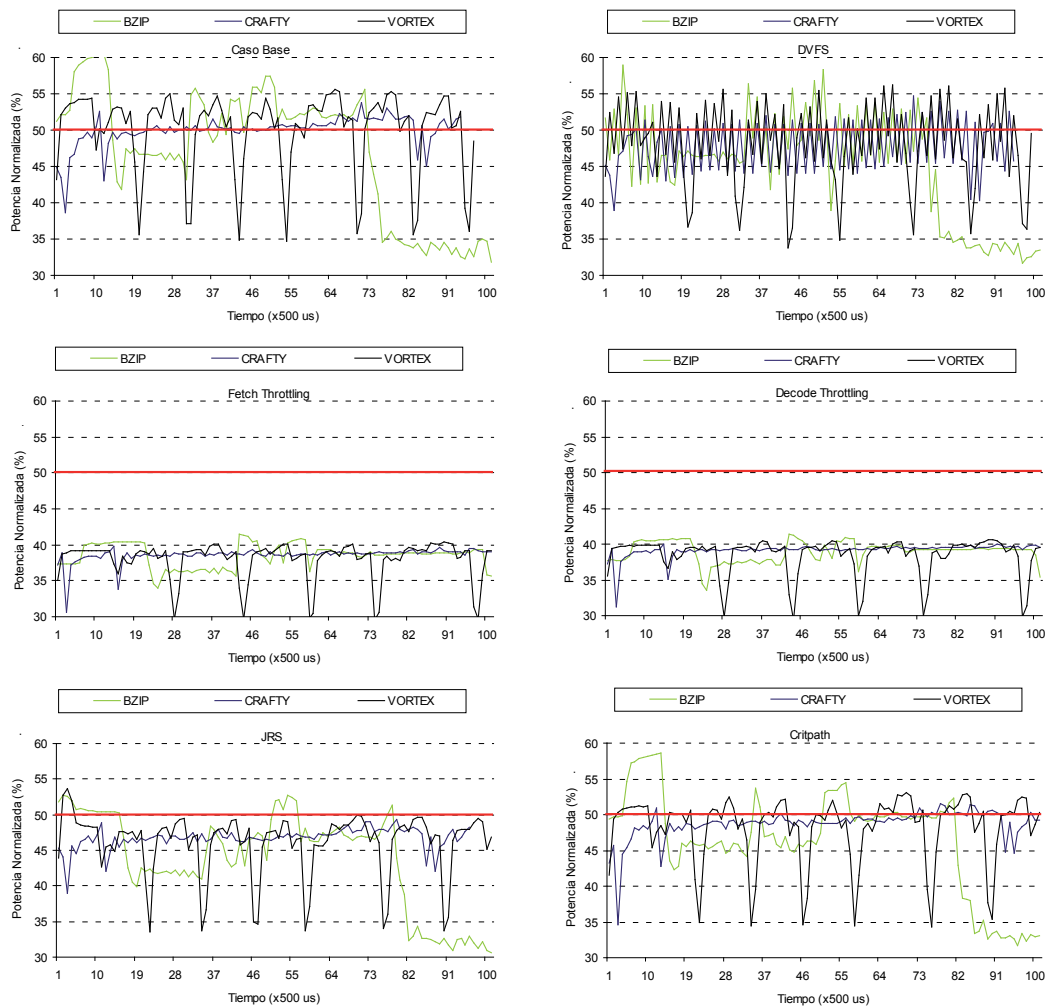 BZIP CRAFTY VORTEX
Caso Base
Potencia Normalizada (%)
60
55
50
45
40
35
30
1 10 19 28 37 46 55 64 73 82 91 100
Tiempo (x500 us)
BZIP CRAFTY VORTEX
DVFS
Potencia Normalizada (%)
60
55
50
45
40
35
30
1 10 19 28 37 46 55 64 73 82 91 100
Tiempo (x500 us)
BZIP CRAFTY VORTEX
Fetch Throttling
Potencia Normalizada (%)
60
55
50
45
40
35
30
1 10 19 28 37 46 55 64 73 82 91 100
Tiempo (x500 us)
BZIP CRAFTY VORTEX
Decode Throttling
Potencia Normalizada (%)
60
55
50
45
40
35
30
1 10 19 28 37 46 55 64 73 82 91 100
Tiempo (x500 us)
BZIP CRAFTY VORTEX
JRS
Potencia Normalizada (%)
60
55
50
45
40
35
30
1 10 19 28 37 46 55 64 73 82 91 100
Tiempo (x500 us)
BZIP CRAFTY VORTEX
Critpath
Potencia Normalizada (%)
60
55
50
45
40
35
30
1 10 19 28 37 46 55 64 73 82 91 100
Tiempo (x500 us)